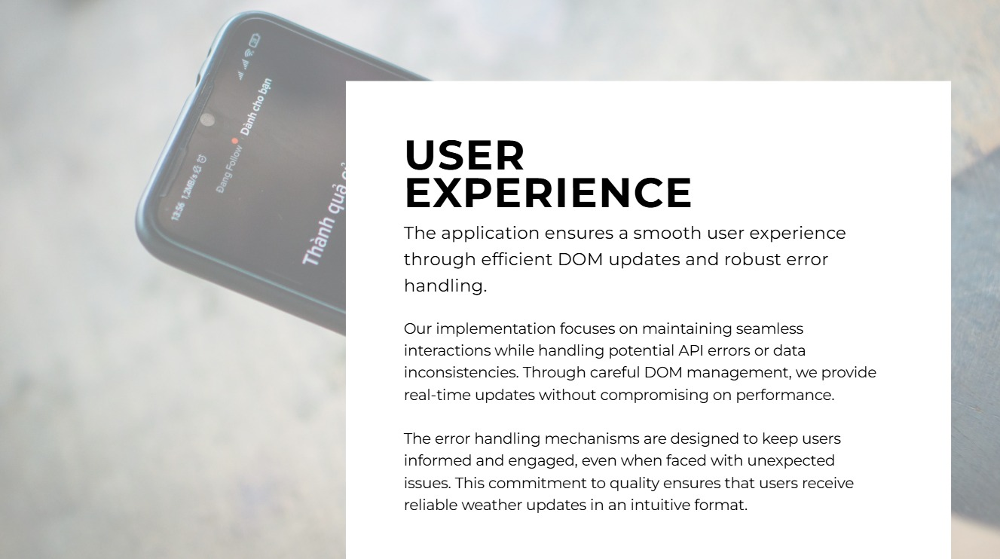 13:56 1.2MB/s
Đang Follow Dành cho bạn
Thành quả
USER
EXPERIENCE
The application ensures a smooth user experience
through efficient DOM updates and robust error
handling.
Our implementation focuses on maintaining seamless
interactions while handling potential API errors or data
inconsistencies. Through careful DOM management, we provide
real-time updates without compromising on performance.
The error handling mechanisms are designed to keep users
informed and engaged, even when faced with unexpected
issues. This commitment to quality ensures that users receive
reliable weather updates in an intuitive format.